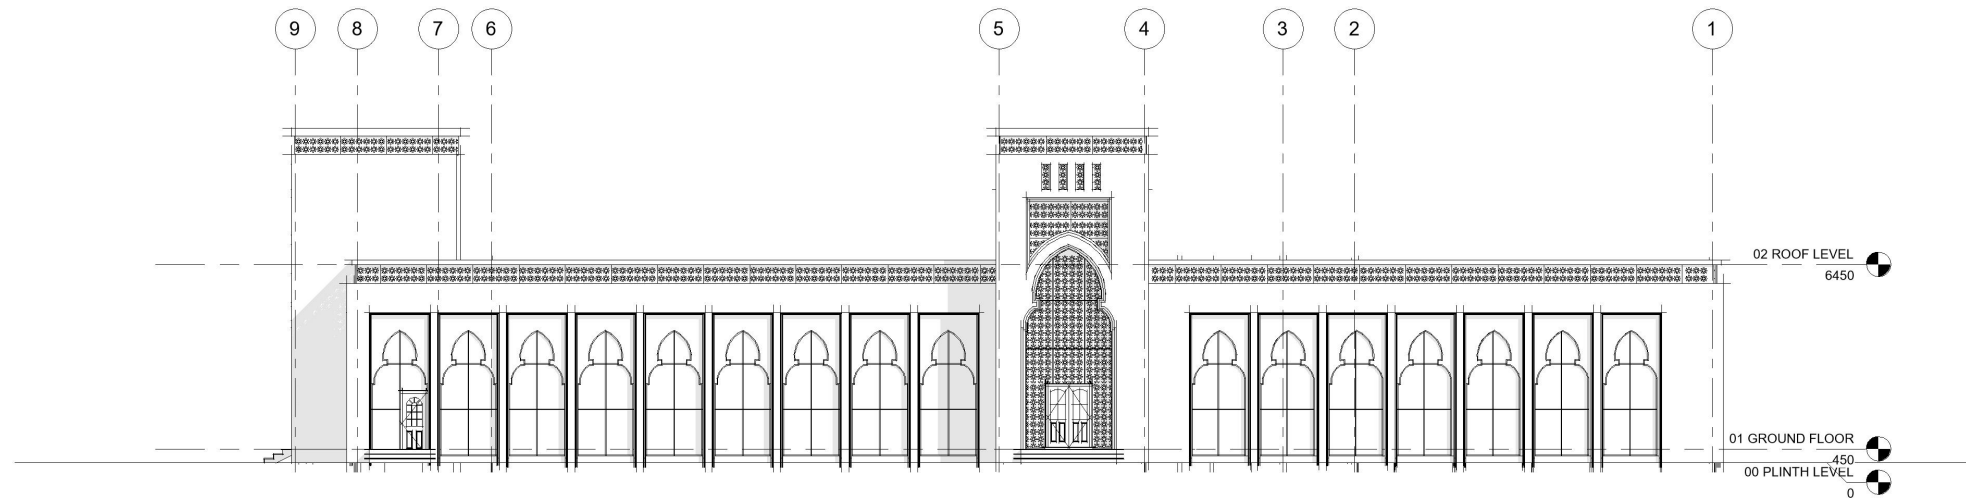 9 8 7 6 5 4 3 2 1
02 ROOF LEVEL
6450
01 GROUND FLOOR
450
00 PLINTH LEVEL
0